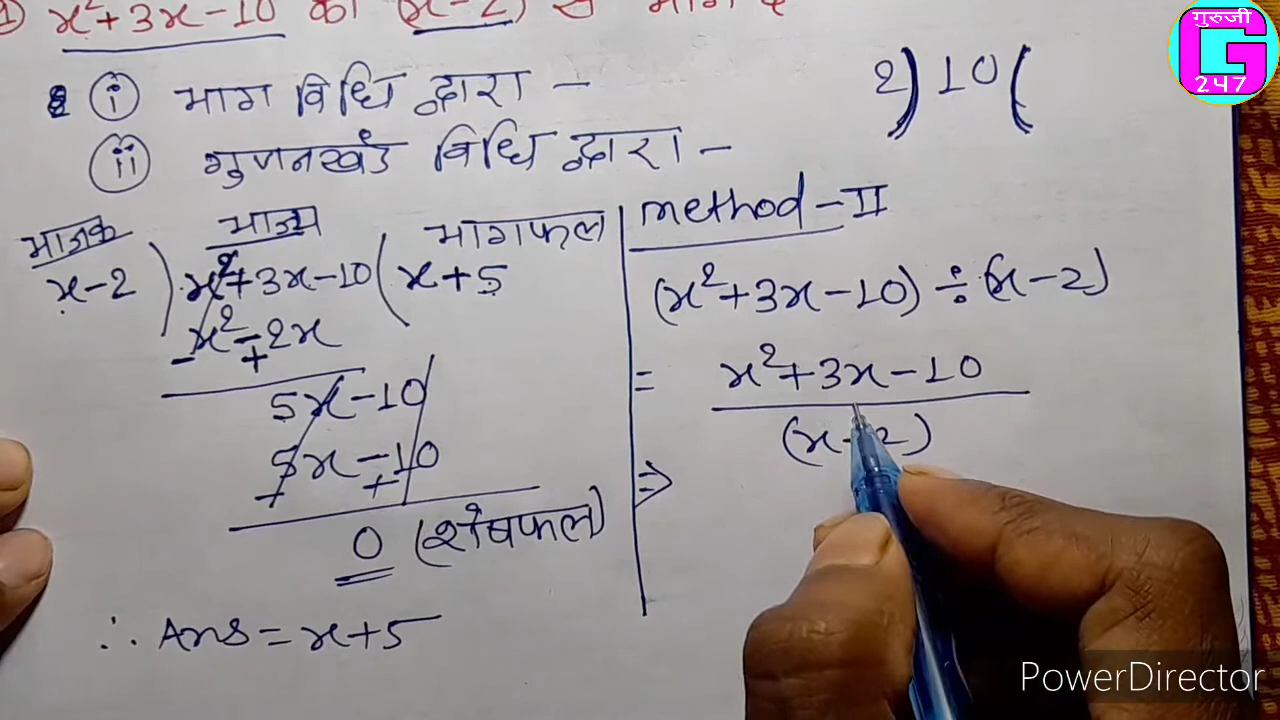 ① x²+3x-10 को (x-2) से भाग दें
(i) भाग विधि द्वारा -
(ii) गुणनखंड विधि द्वारा -
2)10(
गुरुजी
G
247
भाजक भाज्य भागफल
x-2)x²+3x-10(x+5
x²-2x
- +
5x-10
5x-10
- +
0 (शेषफल)
∴ Ans = x+5
method-II
(x²+3x-10)÷(x-2)
= x²+3x-10
(x-2)
⇒
PowerDirector